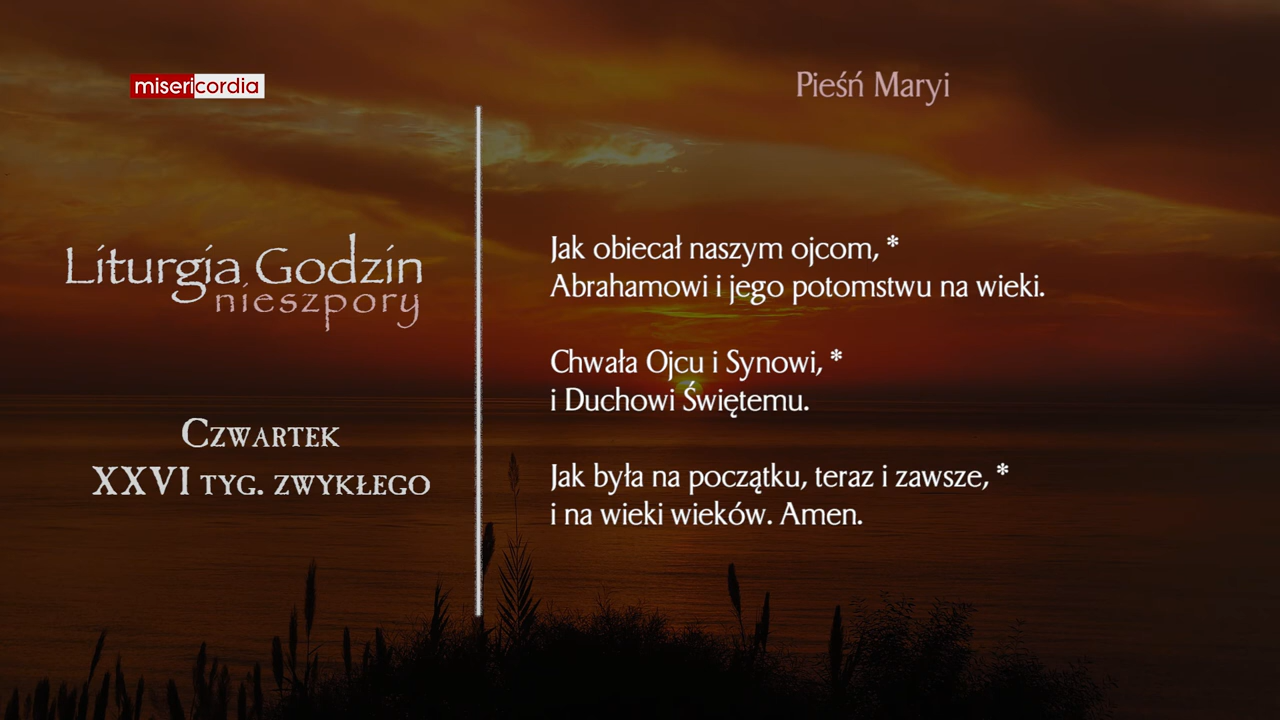 misericordia
Pieśń Maryi
Liturgia Godzin
nieszpory
Czwartek
XXVI tyg. zwykłego
Jak obiecał naszym ojcom, *
Abrahamowi i jego potomstwu na wieki.
Chwała Ojcu i Synowi, *
i Duchowi Świętemu.
Jak była na początku, teraz i zawsze, *
i na wieki wieków. Amen.